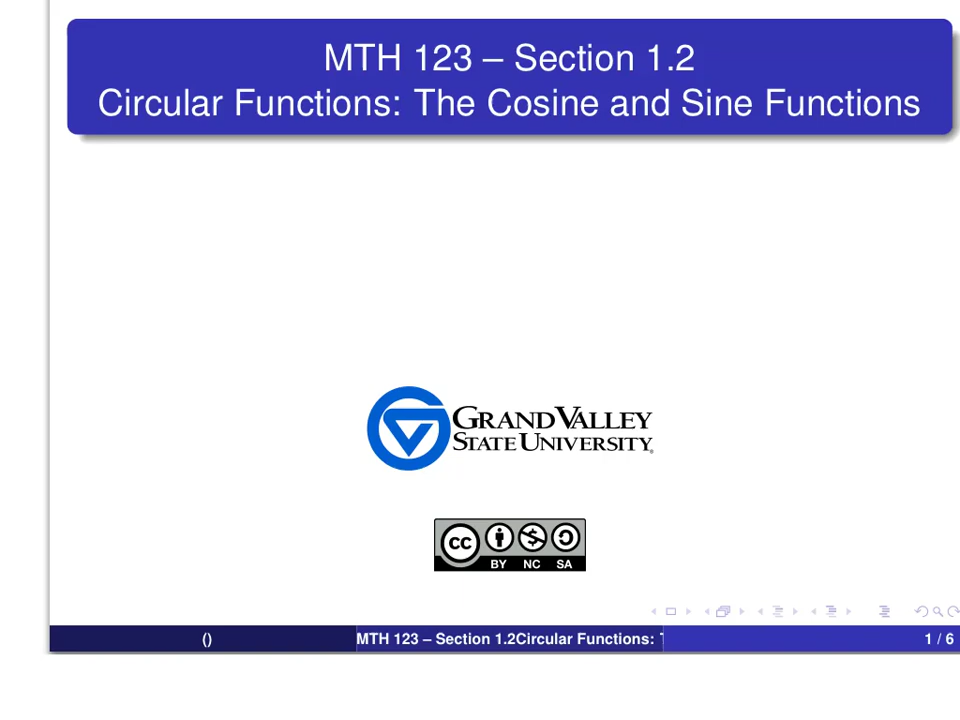 MTH 123 – Section 1.2
Circular Functions: The Cosine and Sine Functions
GRAND VALLEY
STATE UNIVERSITY
cc
BY NC SA
()
MTH 123 – Section 1.2Circular Functions:
1 / 6